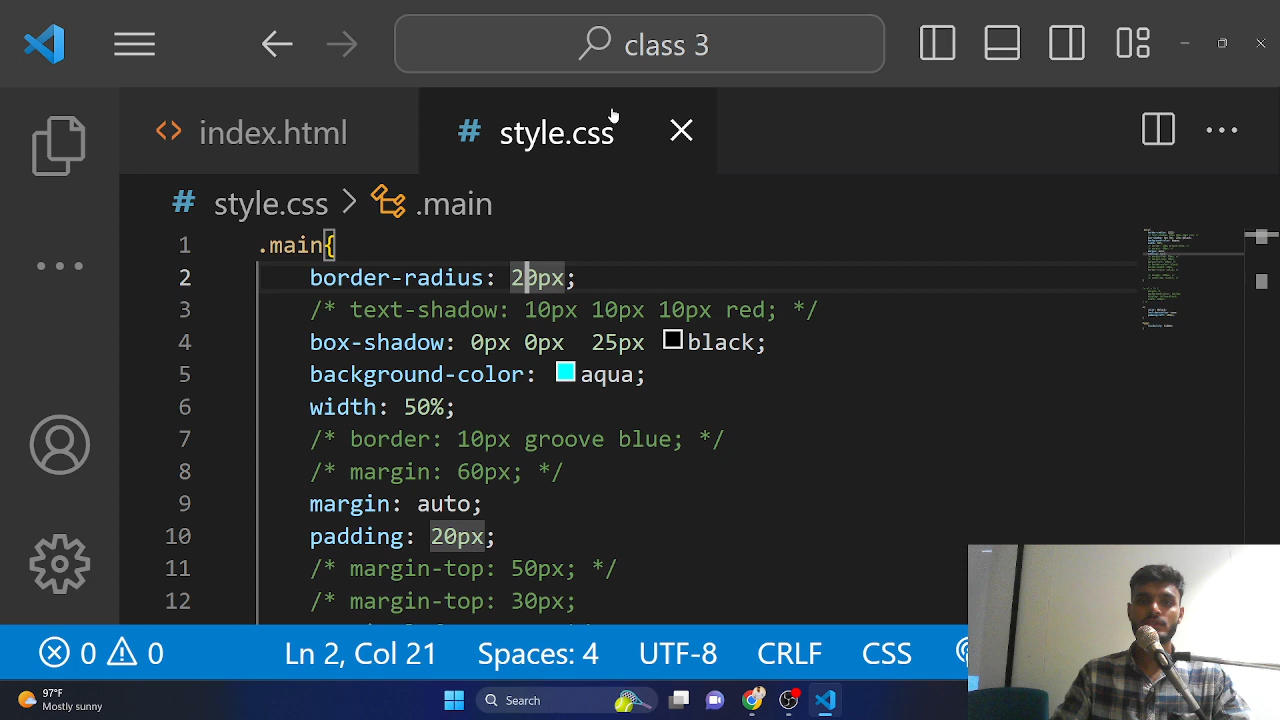 class 3
index.html
# style.css
# style.css > .main
1 .main{
2 border-radius: 20px;
3 /* text-shadow: 10px 10px 10px red; */
4 box-shadow: 0px 0px 25px black;
5 background-color: aqua;
6 width: 50%;
7 /* border: 10px groove blue; */
8 /* margin: 60px; */
9 margin: auto;
10 padding: 20px;
11 /* margin-top: 50px; */
12 /* margin-top: 30px;
0 0 Ln 2, Col 21 Spaces: 4 UTF-8 CRLF CSS
97°F
Mostly sunny
Search